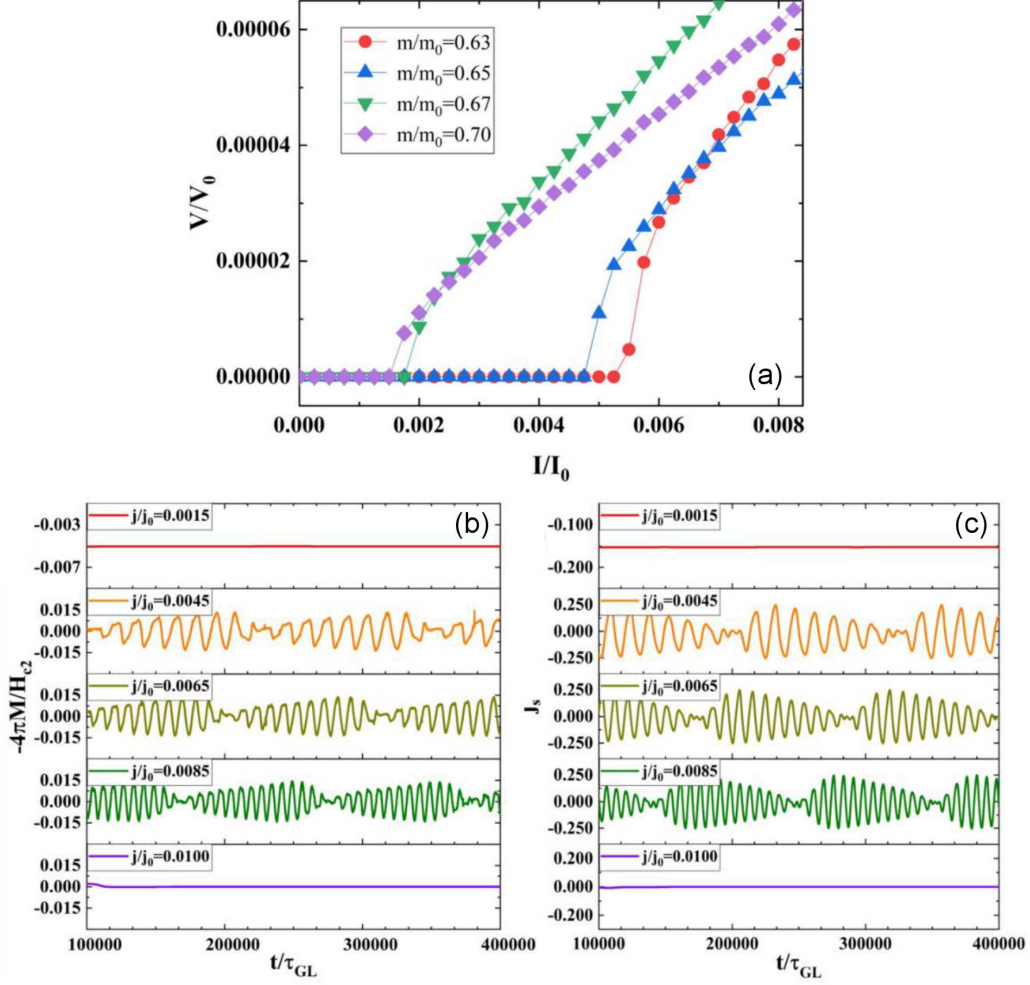 m/m0=0.63
m/m0=0.65
m/m0=0.67
m/m0=0.70
0.00006
0.00004
0.00002
0.00000
V/V0
(a)
0.000 0.002 0.004 0.006 0.008
I/I0
(b)
j/j0=0.0015
-0.003
-0.007
j/j0=0.0045
0.015
0.000
-0.015
j/j0=0.0065
0.015
0.000
-0.015
j/j0=0.0085
0.015
0.000
-0.015
j/j0=0.0100
0.015
0.000
-0.015
-4πM/Hc2
100000 200000 300000 400000
t/τGL
(c)
j/j0=0.0015
-0.100
-0.200
j/j0=0.0045
0.250
0.000
-0.250
j/j0=0.0065
0.250
0.000
-0.250
j/j0=0.0085
0.250
0.000
-0.250
j/j0=0.0100
0.200
0.000
-0.200
Js
100000 200000 300000 400000
t/τGL